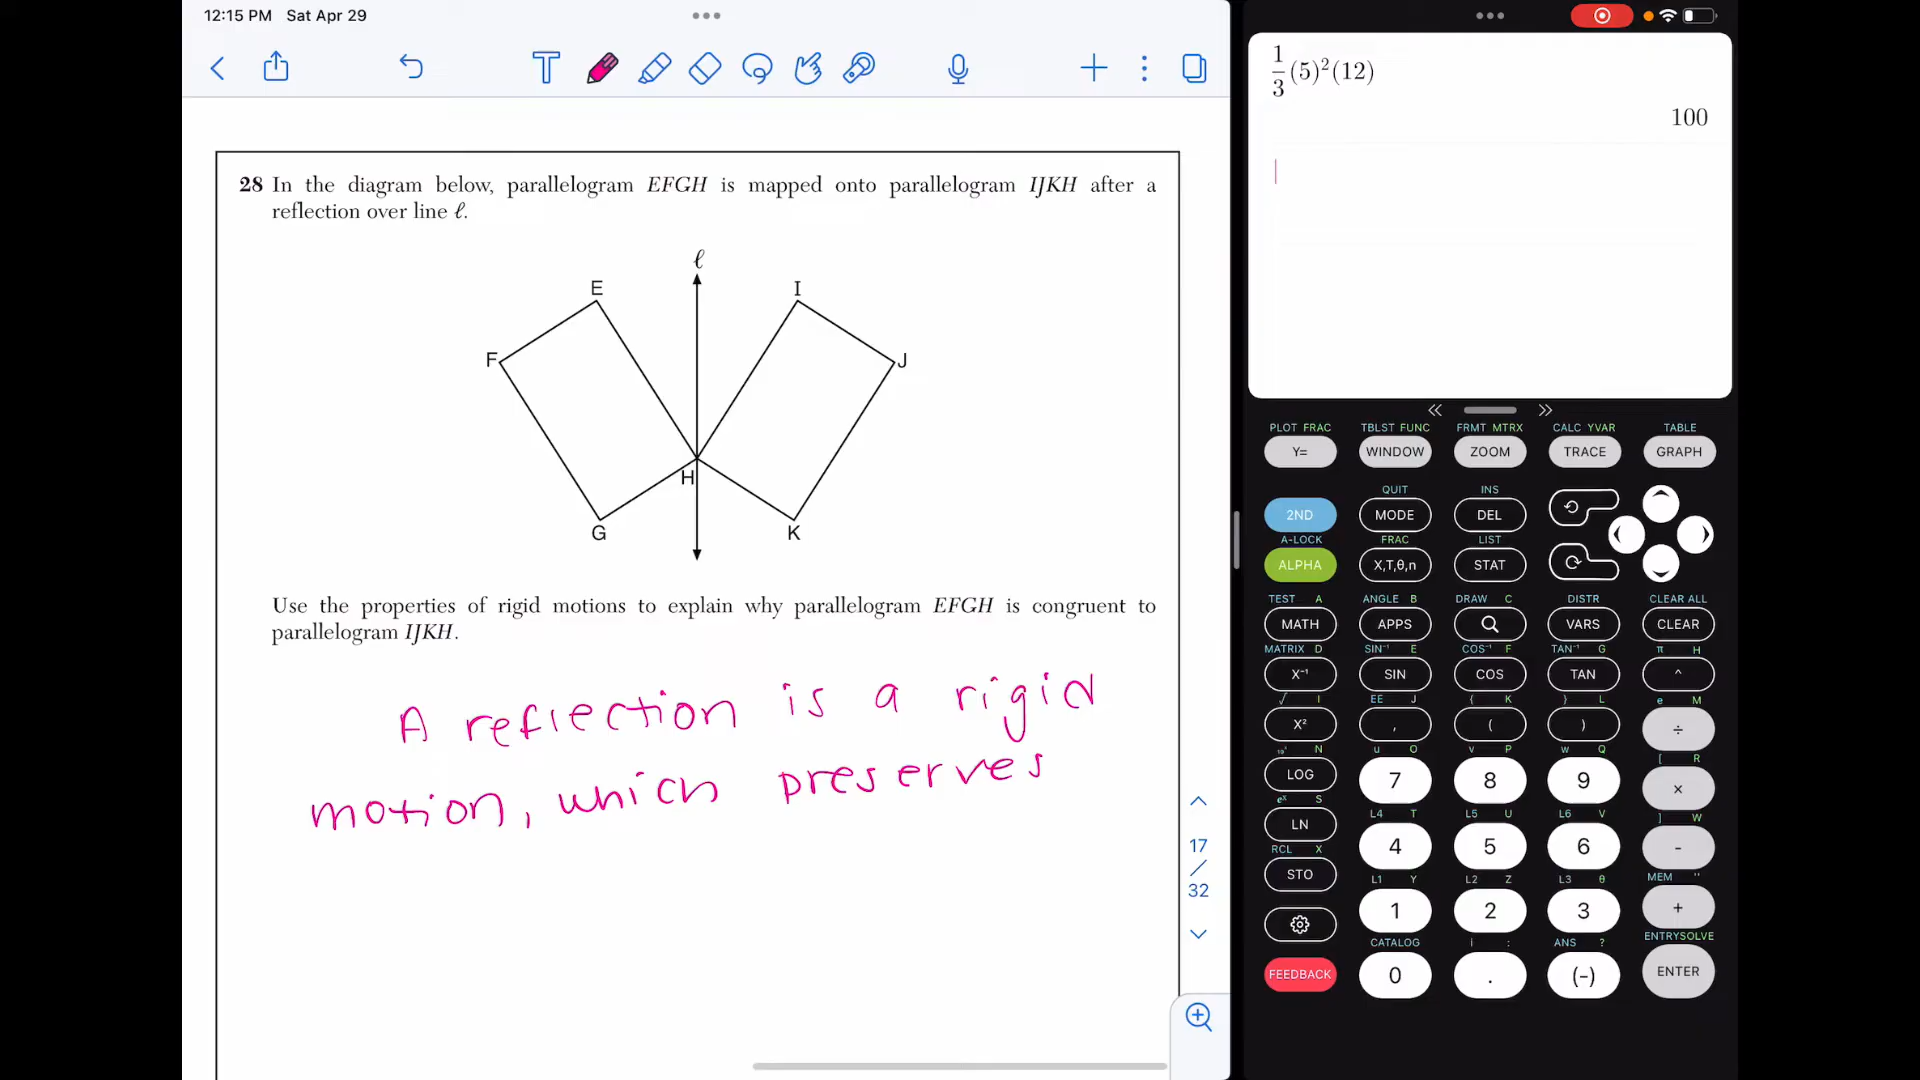 12:15 PM Sat Apr 29
28 In the diagram below, parallelogram EFGH is mapped onto parallelogram IJKH after a
reflection over line ℓ.
ℓ
E I
F J
H
G K
Use the properties of rigid motions to explain why parallelogram EFGH is congruent to
parallelogram IJKH.
A reflection is a rigid
motion, which preserves
17
/
32
1/3 (5)²(12)
100
PLOT FRAC TBLST FUNC FRMT MTRX CALC YVAR TABLE
Y= WINDOW ZOOM TRACE GRAPH
QUIT INS
2ND MODE DEL
A-LOCK FRAC LIST
ALPHA X,T,θ,n STAT
TEST A ANGLE B DRAW C DISTR CLEAR ALL
MATH APPS VARS CLEAR
MATRIX D SIN⁻¹ E COS⁻¹ F TAN⁻¹ G π H
X⁻¹ SIN COS TAN ^
√ I EE J { K } L e M
X² , ( ) ÷
N u O v P w Q [ R
LOG 7 8 9 ×
eˣ S L4 T L5 U L6 V ] W
LN 4 5 6 -
RCL X L1 Y L2 Z L3 θ MEM "
STO 1 2 3 +
CATALOG i : ANS ? ENTRYSOLVE
FEEDBACK 0 . (-) ENTER